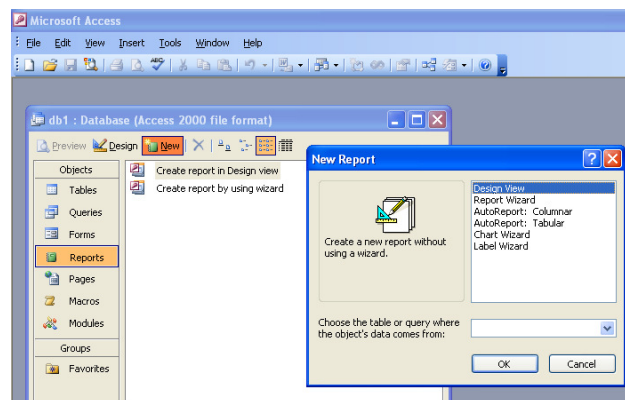 Microsoft Access
File Edit View Insert Tools Window Help
db1 : Database (Access 2000 file format)
Preview Design New
Objects
Tables
Queries
Forms
Reports
Pages
Macros
Modules
Groups
Favorites
Create report in Design view
Create report by using wizard
New Report
Create a new report without
using a wizard.
Design View
Report Wizard
AutoReport: Columnar
AutoReport: Tabular
Chart Wizard
Label Wizard
Choose the table or query where
the object's data comes from:
OK Cancel